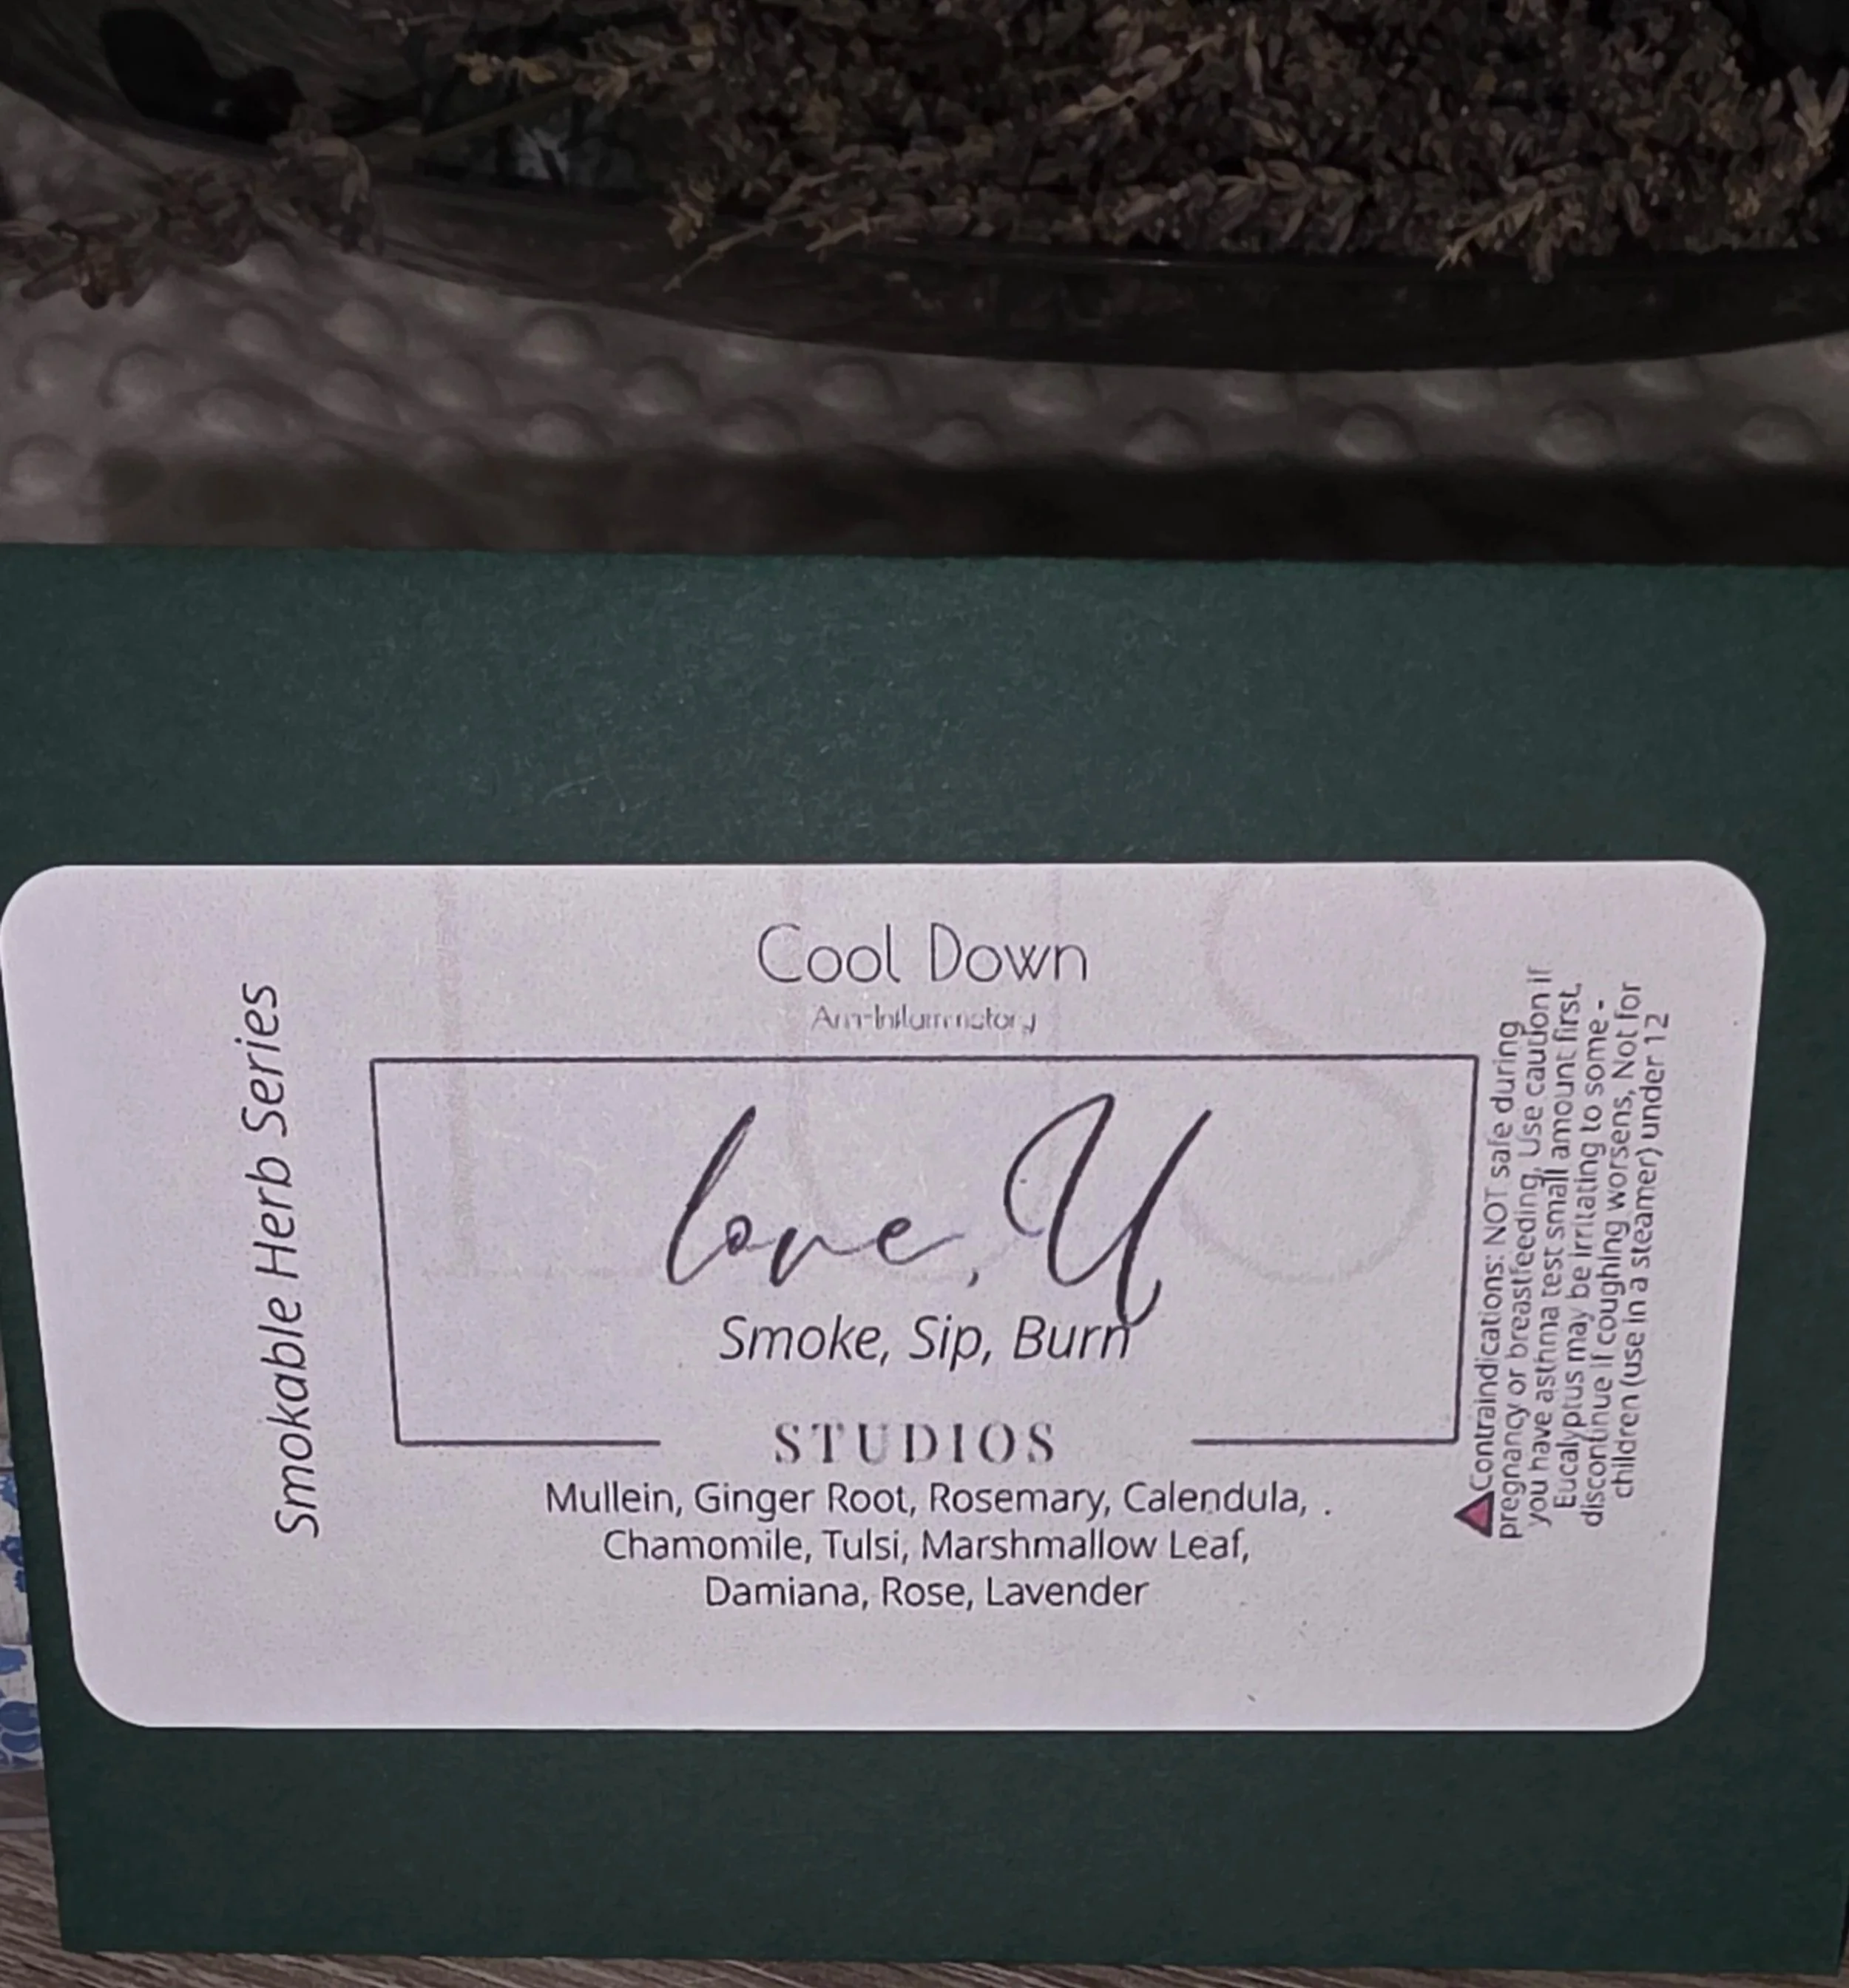 Smokable Herb Series
Cool Down
Anti-Inflammatory
love, U
Smoke, Sip, Burn
STUDIOS
Mullein, Ginger Root, Rosemary, Calendula, .
Chamomile, Tulsi, Marshmallow Leaf,
Damiana, Rose, Lavender
Contraindications: NOT safe during
pregnancy or breastfeeding, Use caution if
you have asthma test small amount first,
Eucalyptus may be irritating to some -
discontinue if coughing worsens, Not for
children (use in a steamer) under 12